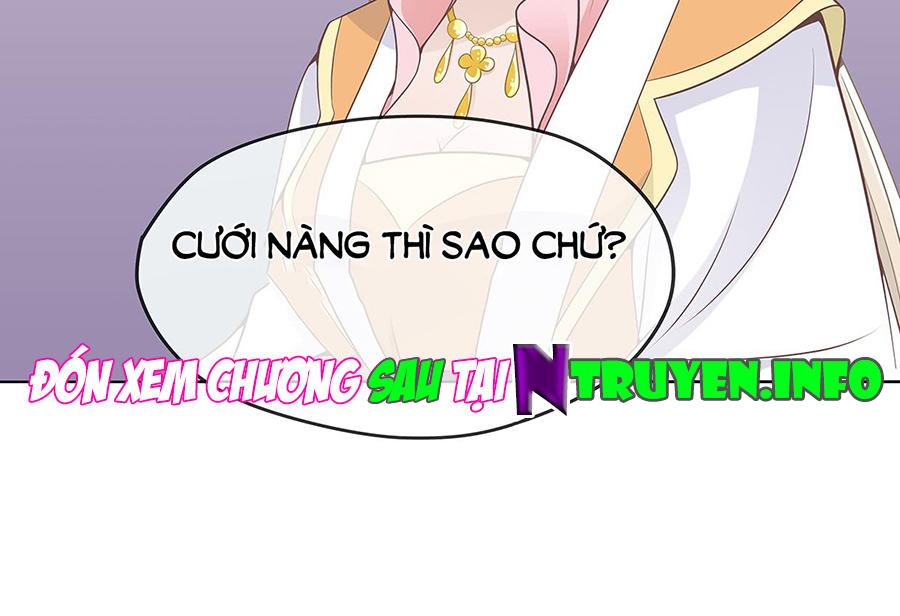 CƯỚI NÀNG THÌ SAO CHỨ?
ĐÓN XEM CHƯƠNG SAU TẠI NTRUYEN.INFO